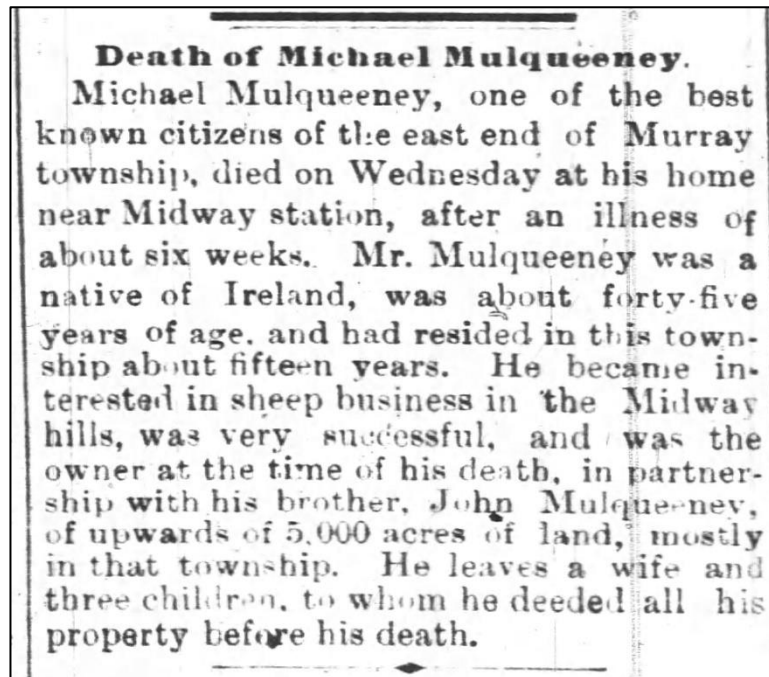 Death of Michael Mulqueeney.
Michael Mulqueeney, one of the best
known citizens of the east end of Murray
township, died on Wednesday at his home
near Midway station, after an illness of
about six weeks. Mr. Mulqueeney was a
native of Ireland, was about forty-five
years of age, and had resided in this town-
ship about fifteen years. He became in-
terested in sheep business in the Midway
hills, was very successful, and was the
owner at the time of his death, in partner-
ship with his brother, John Mulqueeney,
of upwards of 5,000 acres of land, mostly
in that township. He leaves a wife and
three children, to whom he deeded all his
property before his death.